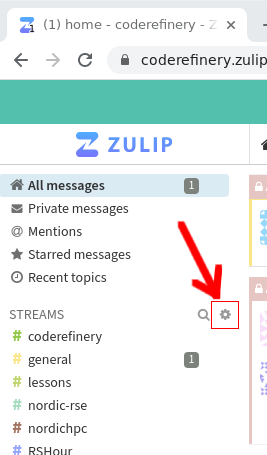 (1) home - coderefinery - Z
coderefinery.zulip
ZULIP
All messages 1
Private messages
Mentions
Starred messages
Recent topics
STREAMS
# coderefinery
# general 1
# lessons
# nordic-rse
# nordichpc
# RSHour